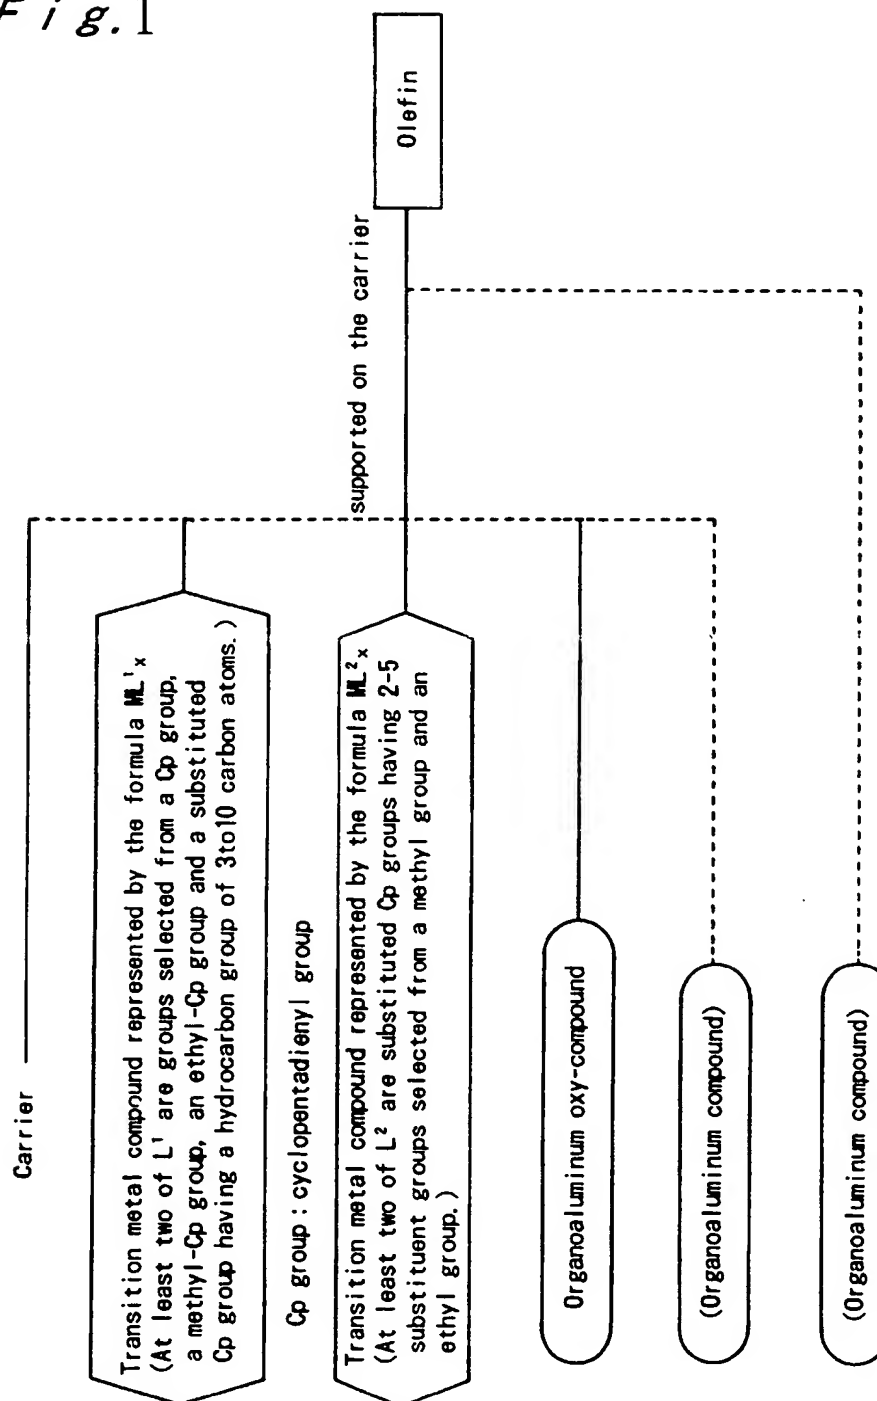 Fig.1
Carrier
Transition metal compound represented by the formula ML¹x
(At least two of L¹ are groups selected from a Cp group,
a methyl-Cp group, an ethyl-Cp group and a substituted
Cp group having a hydrocarbon group of 3to10 carbon atoms.)
Cp group : cyclopentadienyl group
supported on the carrier
Olefin
Transition metal compound represented by the formula ML²x
(At least two of L² are substituted Cp groups having 2-5
substituent groups selected from a methyl group and an
ethyl group.)
Organoaluminum oxy-compound
(Organoaluminum compound)
(Organoaluminum compound)